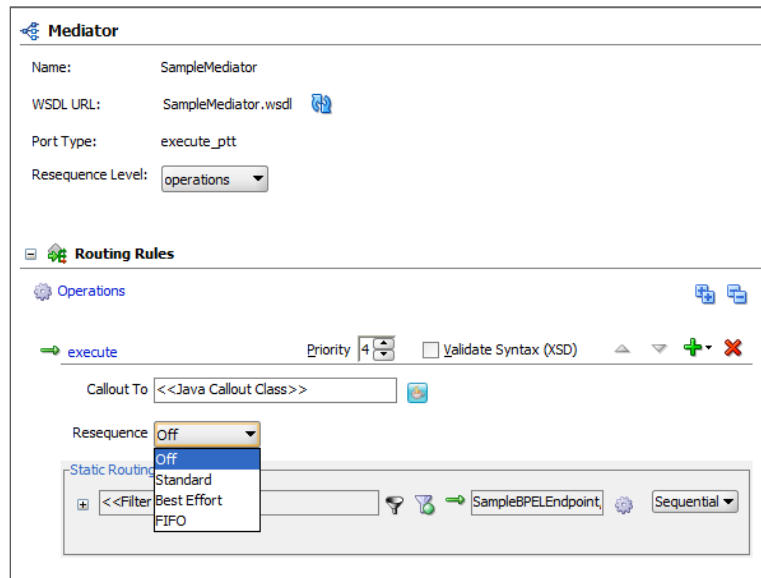 Mediator
Name: SampleMediator
WSDL URL: SampleMediator.wsdl
Port Type: execute_ptt
Resequence Level: operations
Routing Rules
Operations
execute Priority 4 Validate Syntax (XSD)
Callout To <<Java Callout Class>>
Resequence Off
Off
Static Routing
Standard
<<Filter Best Effort SampleBPELEndpoint, Sequential
FIFO